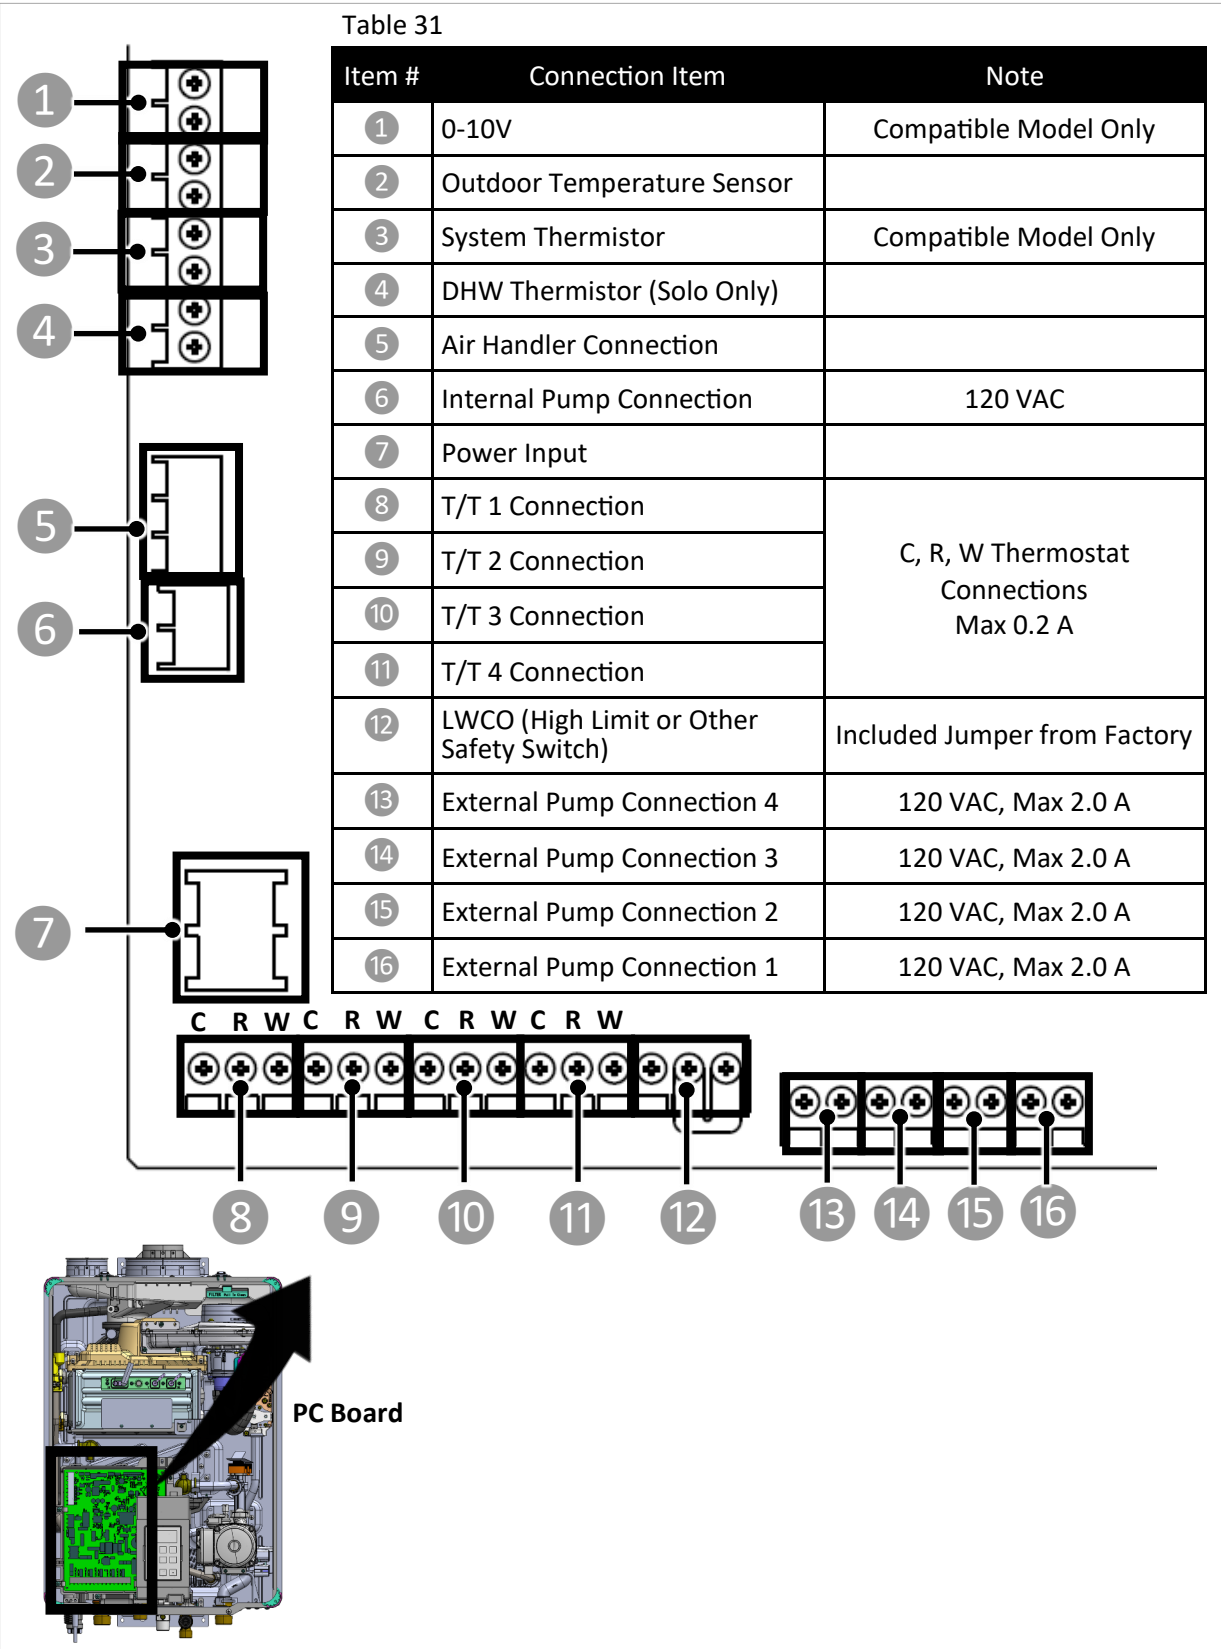 Table 31
Item # Connection Item Note
1 0-10V Compatible Model Only
2 Outdoor Temperature Sensor
3 System Thermistor Compatible Model Only
4 DHW Thermistor (Solo Only)
5 Air Handler Connection
6 Internal Pump Connection 120 VAC
7 Power Input
8 T/T 1 Connection
9 T/T 2 Connection
10 T/T 3 Connection
11 T/T 4 Connection
C, R, W Thermostat
Connections
Max 0.2 A
12 LWCO (High Limit or Other
Safety Switch)
Included Jumper from Factory
13 External Pump Connection 4 120 VAC, Max 2.0 A
14 External Pump Connection 3 120 VAC, Max 2.0 A
15 External Pump Connection 2 120 VAC, Max 2.0 A
16 External Pump Connection 1 120 VAC, Max 2.0 A
1
2
3
4
5
6
7
C R W C R W C R W C R W
8 9 10 11 12 13 14 15 16
PC Board